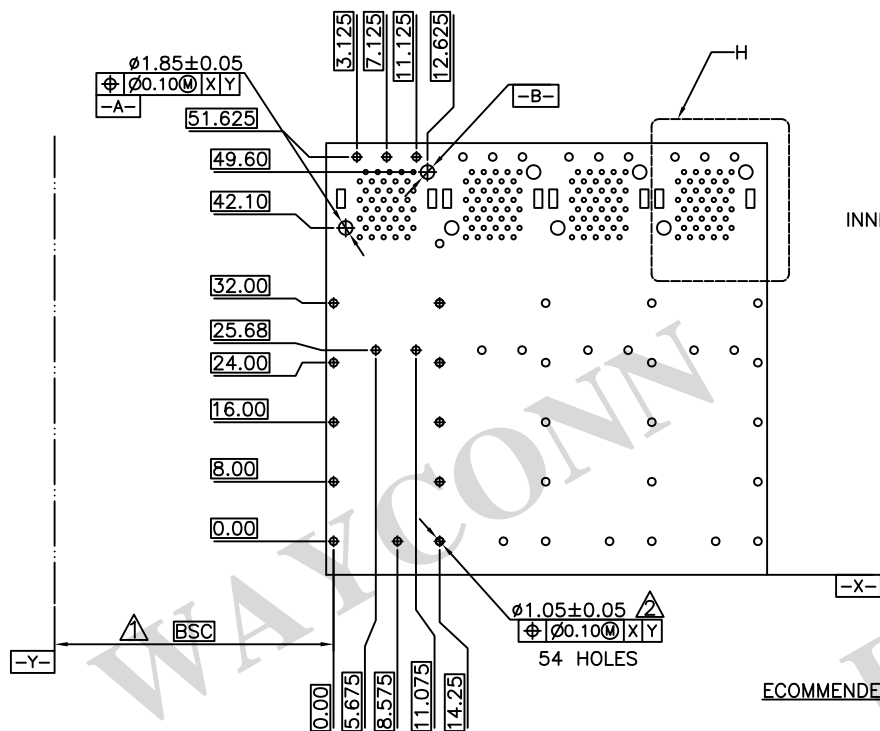 3.125
7.125
11.125
12.625
H
ø1.85±0.05
⌖ Ø0.10Ⓜ X Y
-A-
-B-
51.625
49.60
42.10
INN
32.00
25.68
24.00
16.00
8.00
0.00
WAYCONN
-X-
ø1.05±0.05 2
⌖ Ø0.10Ⓜ X Y
54 HOLES
1 BSC
-Y-
0.00
5.675
8.575
11.075
14.25
ECOMMENDE